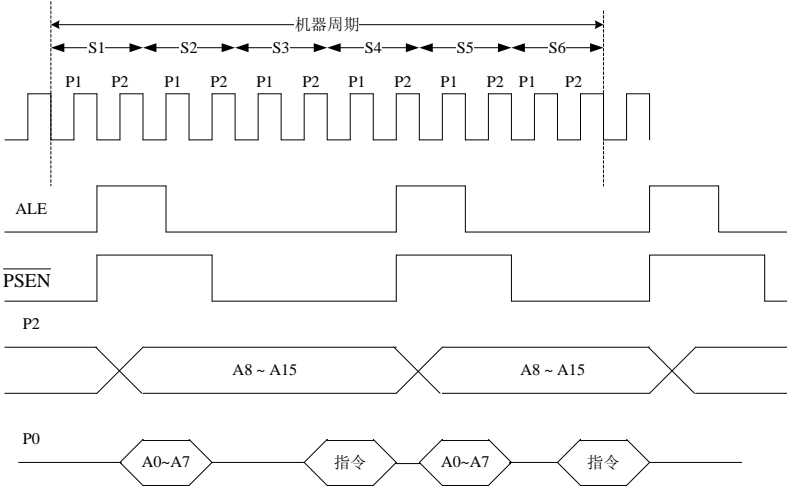 机器周期
S1 S2 S3 S4 S5 S6
P1 P2 P1 P2 P1 P2 P1 P2 P1 P2 P1 P2
ALE
PSEN
P2
A8 ~ A15 A8 ~ A15
P0
A0~A7 指令 A0~A7 指令